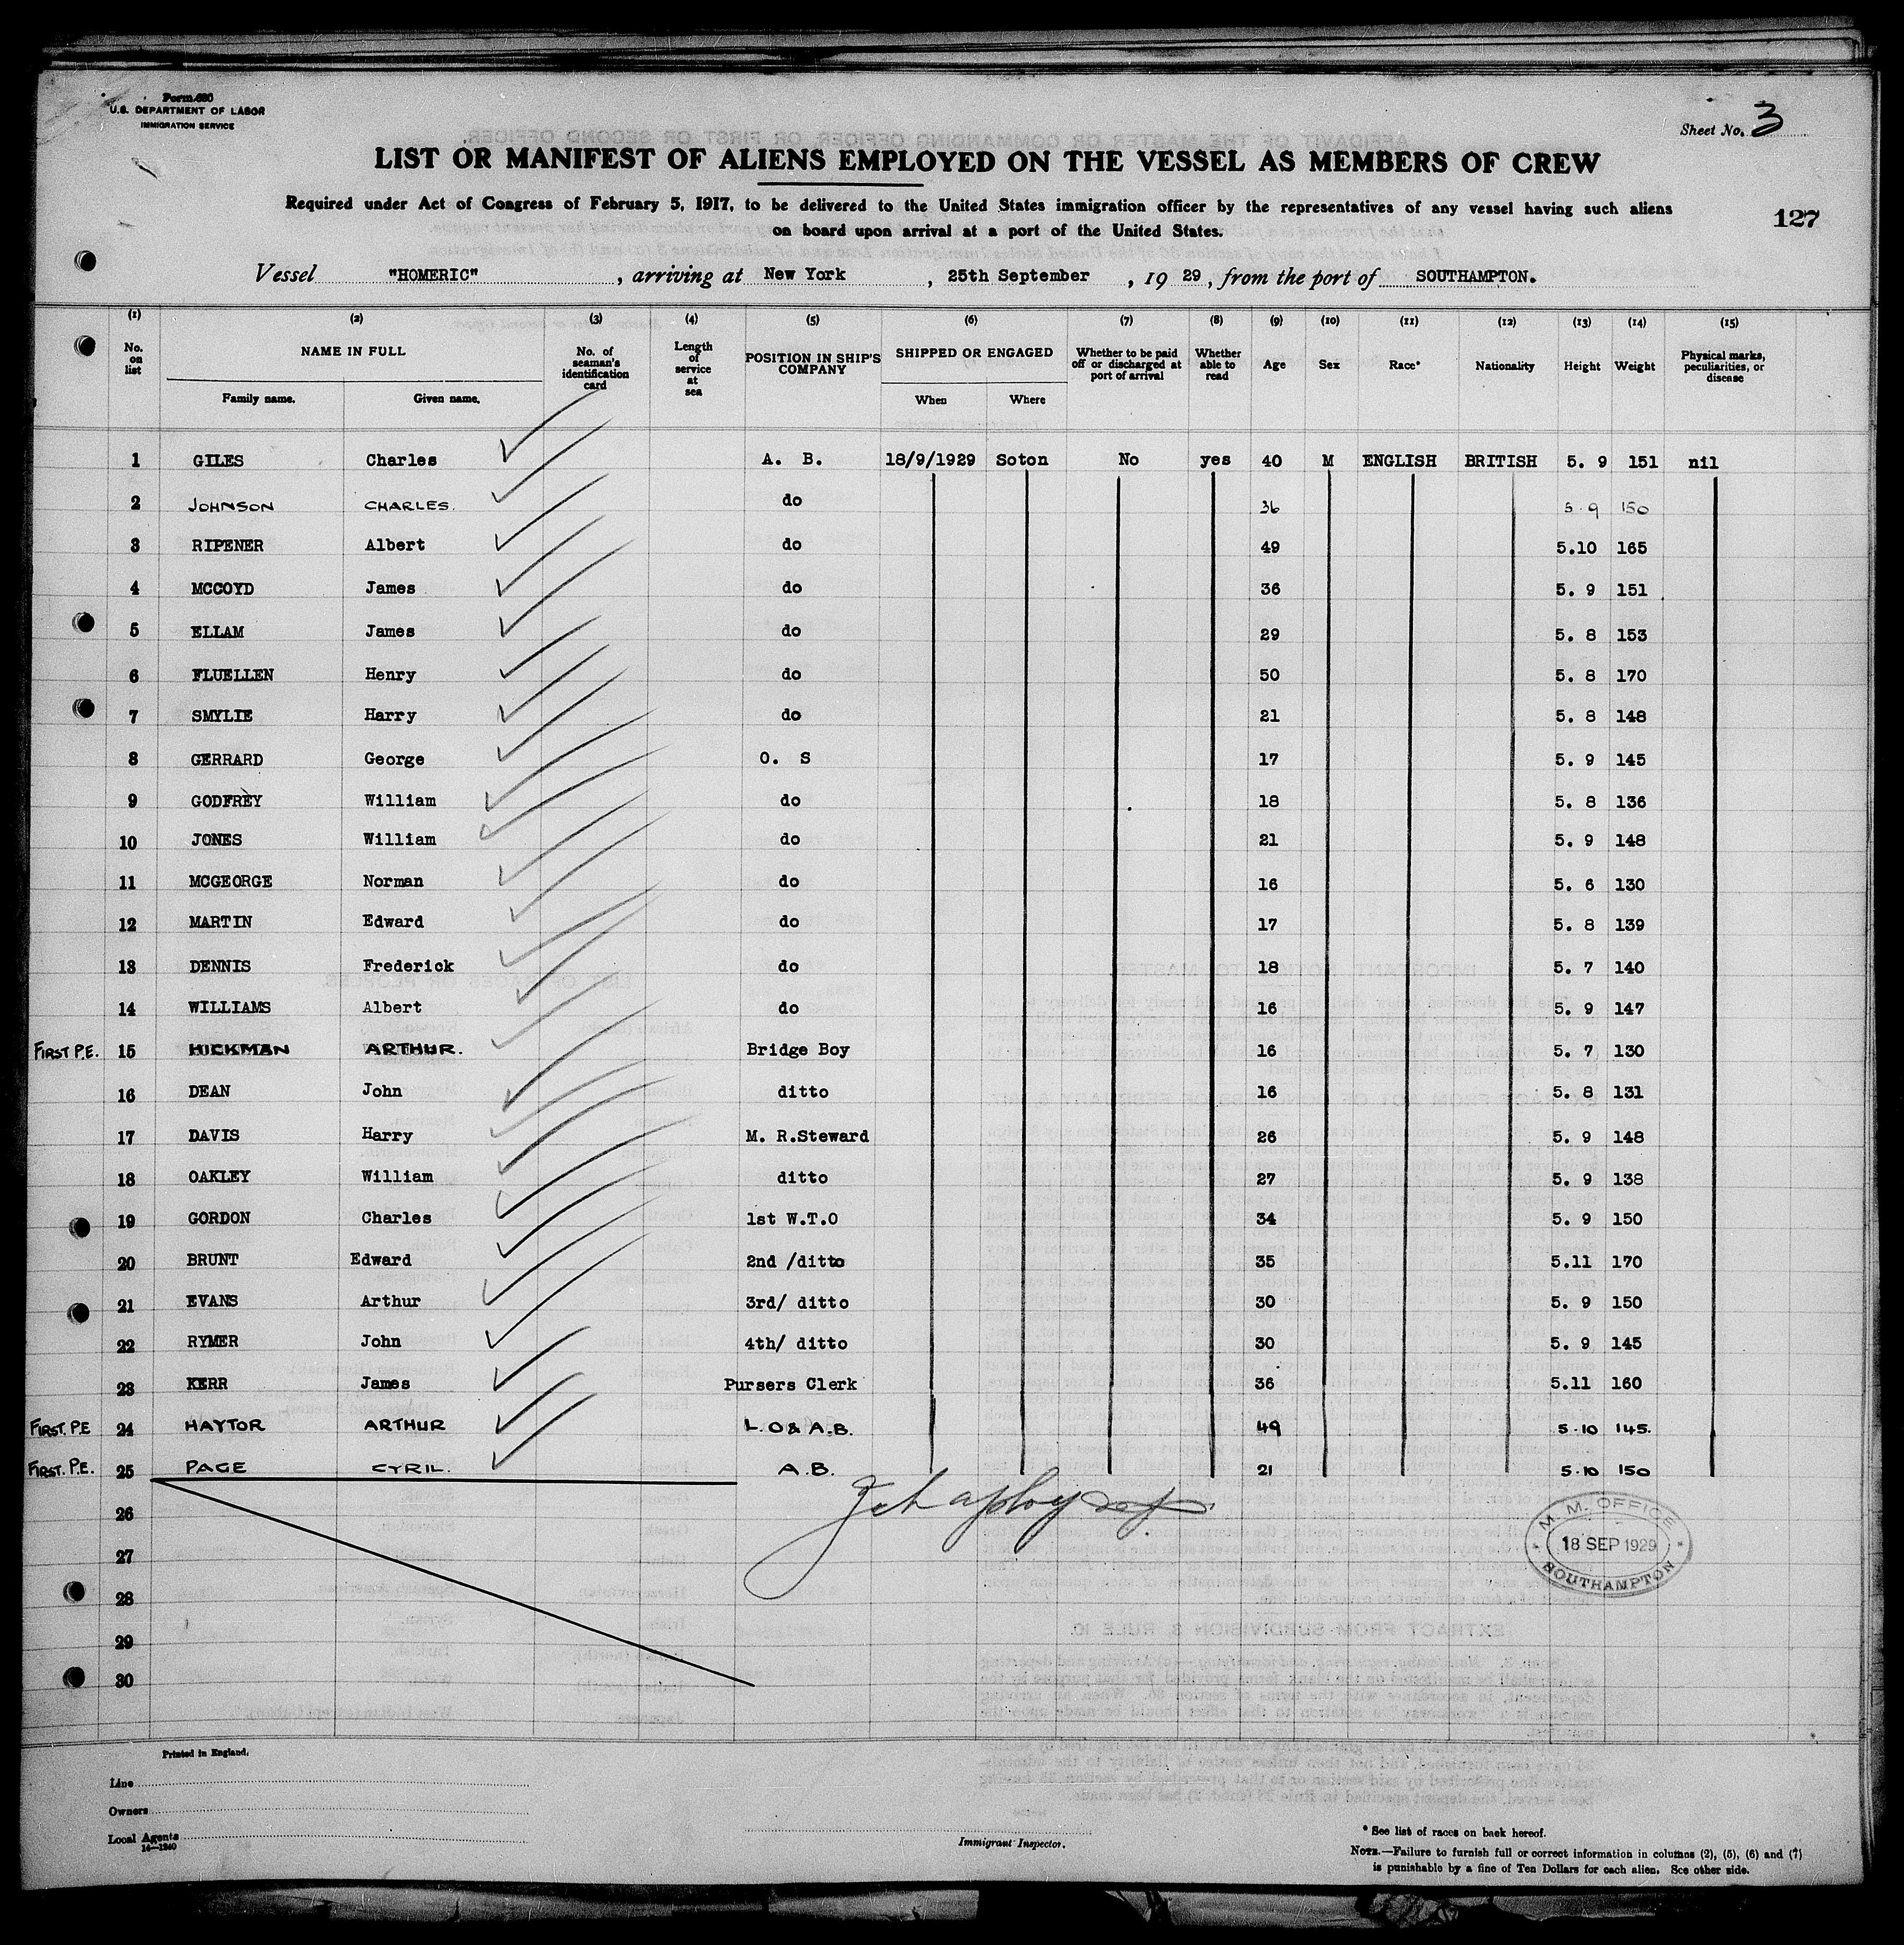 Form 680
U.S. DEPARTMENT OF LABOR
IMMIGRATION SERVICE
Sheet No. 3
LIST OR MANIFEST OF ALIENS EMPLOYED ON THE VESSEL AS MEMBERS OF CREW
Required under Act of Congress of February 5, 1917, to be delivered to the United States immigration officer by the representatives of any vessel having such aliens
on board upon arrival at a port of the United States.
127
Vessel "HOMERIC", arriving at New York, 25th September, 19 29, from the port of SOUTHAMPTON.
(1) (2) (3) (4) (5) (6) (7) (8) (9) (10) (11) (12) (13) (14) (15)
No. on list NAME IN FULL No. of seaman's identification card Length of service at sea POSITION IN SHIP'S COMPANY SHIPPED OR ENGAGED Whether to be paid off or discharged at port of arrival Whether able to read Age Sex Race* Nationality Height Weight Physical marks, peculiarities, or disease
Family name. Given name. When Where
1 GILES Charles A. B. 18/9/1929 Soton No yes 40 M ENGLISH BRITISH 5. 9 151 nil
2 JOHNSON CHARLES. do 36 5.9 150
3 RIPENER Albert do 49 5.10 165
4 MCCOYD James do 36 5. 9 151
5 ELLAM James do 29 5. 8 153
6 FLUELLEN Henry do 50 5. 8 170
7 SMYLIE Harry do 21 5. 8 148
8 GERRARD George O. S 17 5. 9 145
9 GODFREY William do 18 5. 8 136
10 JONES William do 21 5. 9 148
11 MCGEORGE Norman do 16 5. 6 130
12 MARTIN Edward do 17 5. 8 139
13 DENNIS Frederick do 18 5. 7 140
14 WILLIAMS Albert do 16 5. 9 147
FIRST P.E. 15 HICKMAN ARTHUR. Bridge Boy 16 5. 7 130
16 DEAN John ditto 16 5. 8 131
17 DAVIS Harry M. R.Steward 26 5. 9 148
18 OAKLEY William ditto 27 5. 9 138
19 GORDON Charles 1st W.T.O 34 5. 9 150
20 BRUNT Edward 2nd /ditto 35 5.11 170
21 EVANS Arthur 3rd/ ditto 30 5. 9 150
22 RYMER John 4th/ ditto 30 5. 9 145
23 KERR James Pursers Clerk 36 5.11 160
FIRST. P.E 24 HAYTOR ARTHUR L.O & A.B. 49 5.10 145.
FIRST. P.E. 25 PAGE CYRIL. A.B. 21 5.10 150
26
27
28
29
30
M. M. OFFICE
18 SEP 1929
SOUTHAMPTON
Printed in England.
Line
Owners
Local Agents
14—1240
Immigrant Inspector.
* See list of races on back hereof.
NOTE.—Failure to furnish full or correct information in columns (2), (5), (6) and (7)
is punishable by a fine of Ten Dollars for each alien. See other side.